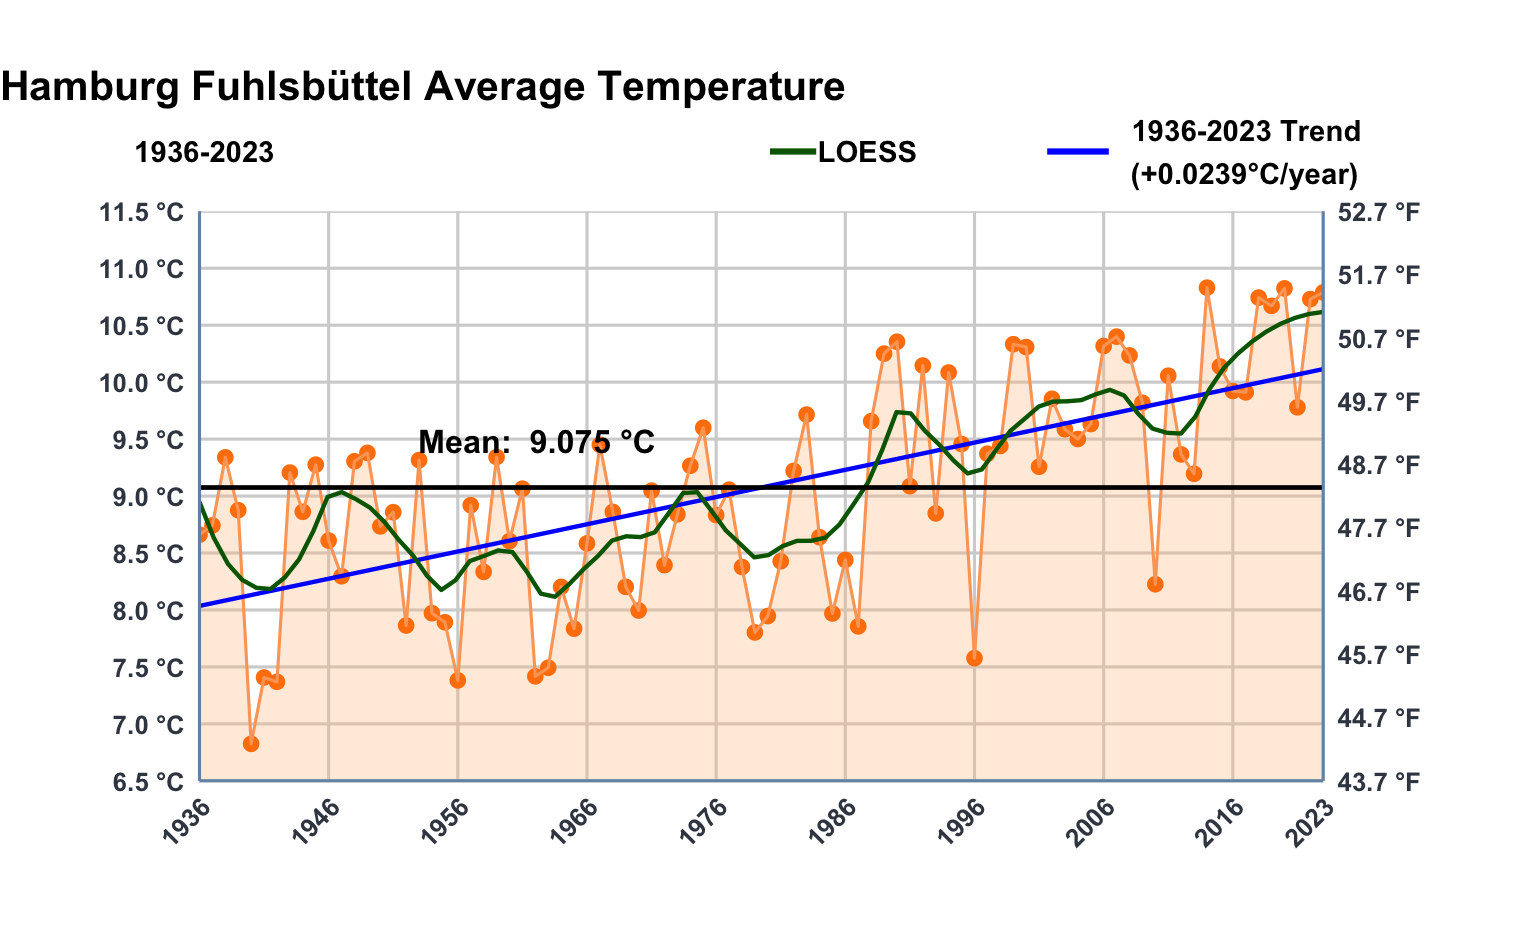 Hamburg Fuhlsbüttel Average Temperature
1936-2023
LOESS
1936-2023 Trend
(+0.0239°C/year)
11.5 °C
11.0 °C
10.5 °C
10.0 °C
9.5 °C
9.0 °C
8.5 °C
8.0 °C
7.5 °C
7.0 °C
6.5 °C
Mean: 9.075 °C
52.7 °F
51.7 °F
50.7 °F
49.7 °F
48.7 °F
47.7 °F
46.7 °F
45.7 °F
44.7 °F
43.7 °F
1936
1946
1956
1966
1976
1986
1996
2006
2016
2023